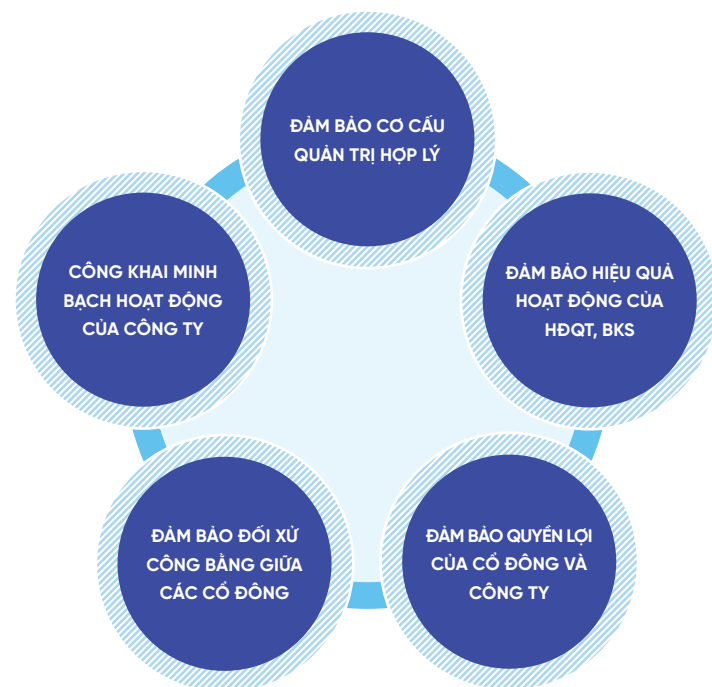 ĐẢM BẢO CƠ CẤU
QUẢN TRỊ HỢP LÝ
ĐẢM BẢO HIỆU QUẢ
HOẠT ĐỘNG CỦA
HĐQT, BKS
ĐẢM BẢO QUYỀN LỢI
CỦA CỔ ĐÔNG VÀ
CÔNG TY
ĐẢM BẢO ĐỐI XỬ
CÔNG BẰNG GIỮA
CÁC CỔ ĐÔNG
CÔNG KHAI MINH
BẠCH HOẠT ĐỘNG
CỦA CÔNG TY